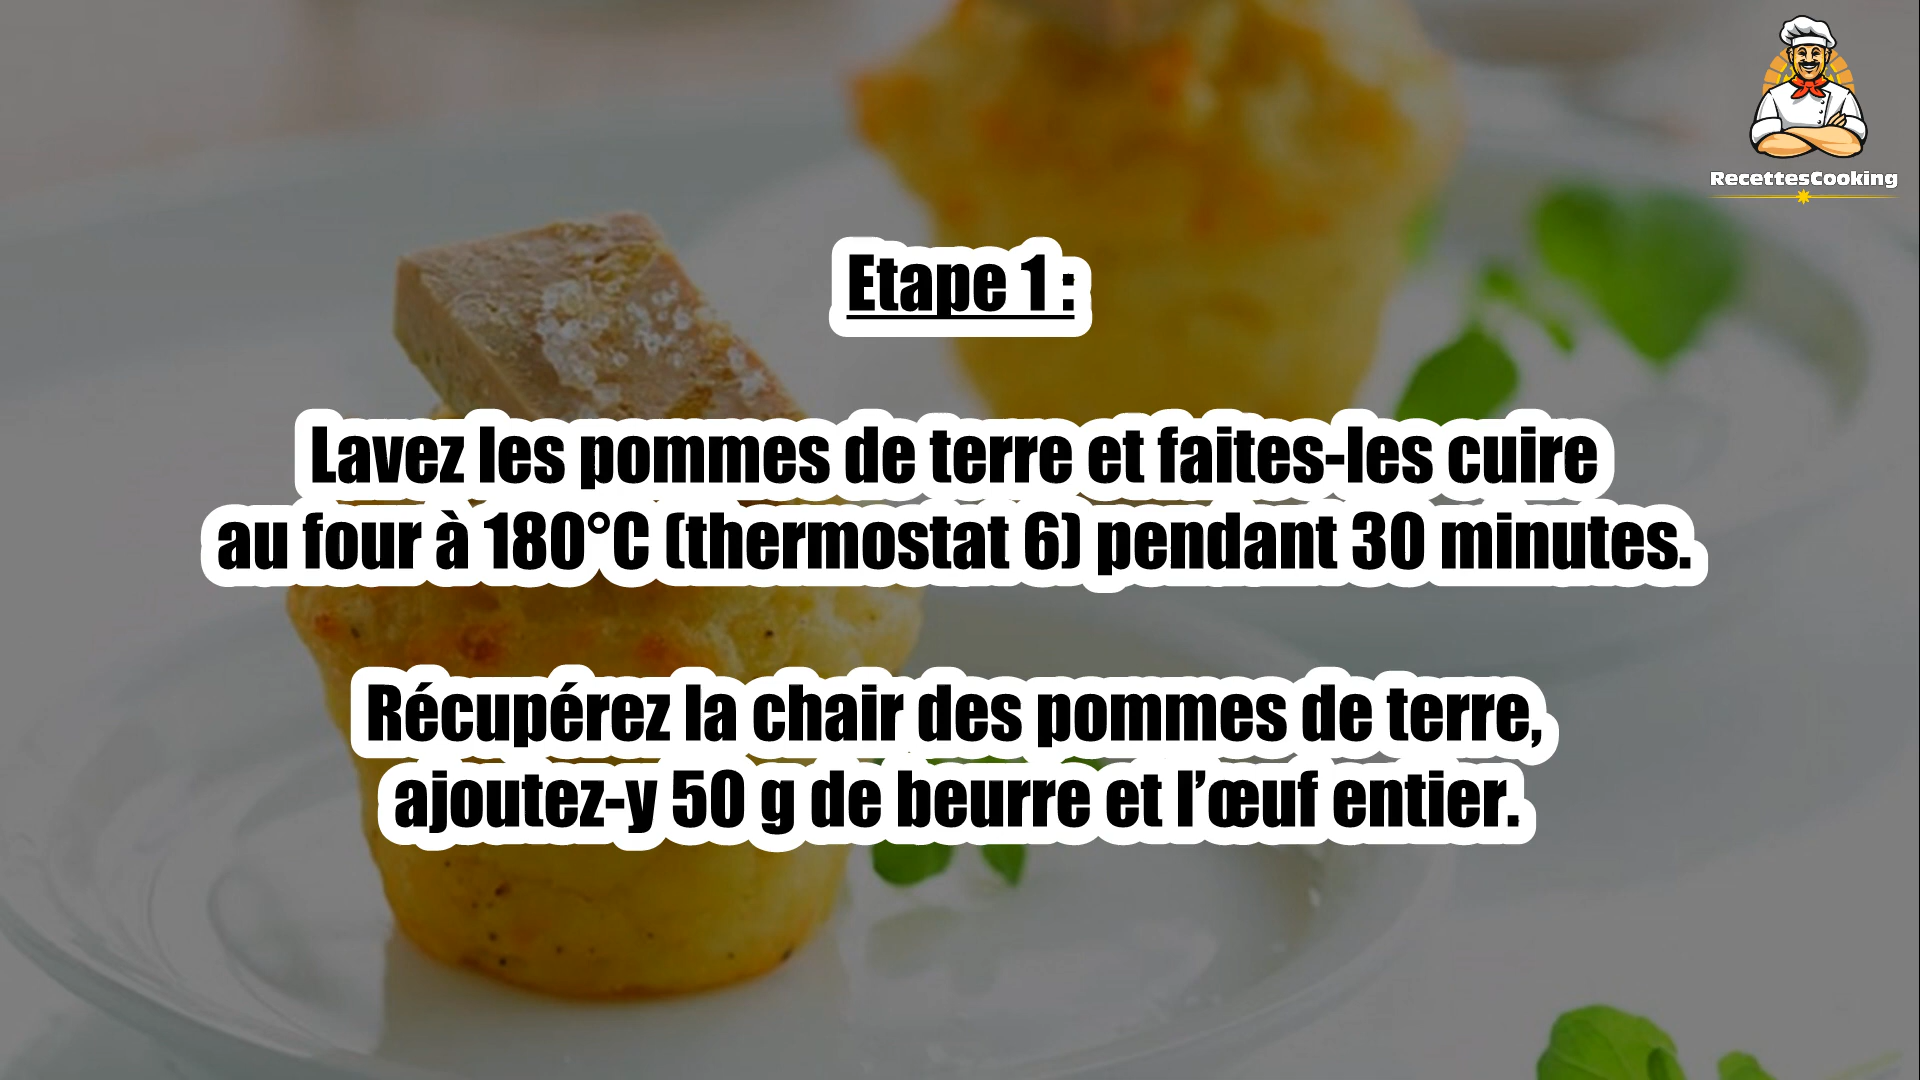 RecettesCooking
Etape 1 :
Lavez les pommes de terre et faites-les cuire
au four à 180°C (thermostat 6) pendant 30 minutes.
Récupérez la chair des pommes de terre,
ajoutez-y 50 g de beurre et l’œuf entier.